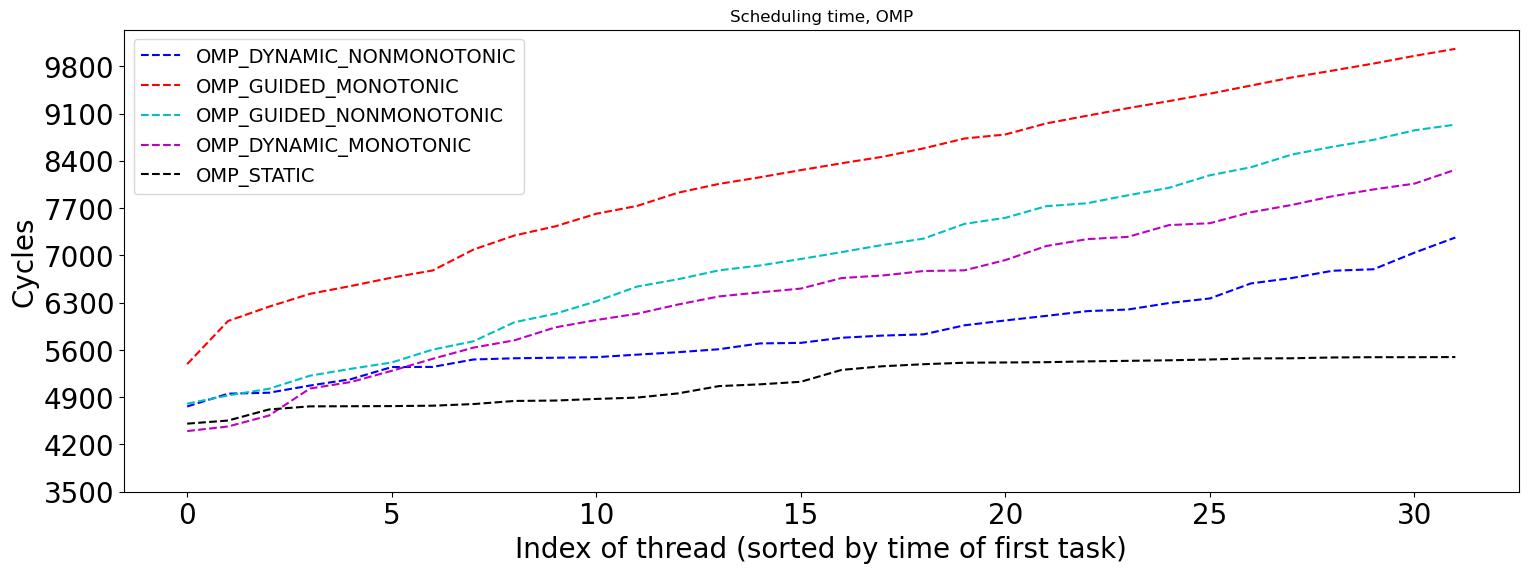 Scheduling time, OMP
OMP_DYNAMIC_NONMONOTONIC
OMP_GUIDED_MONOTONIC
OMP_GUIDED_NONMONOTONIC
OMP_DYNAMIC_MONOTONIC
OMP_STATIC
Cycles
9800
9100
8400
7700
7000
6300
5600
4900
4200
3500
0 5 10 15 20 25 30
Index of thread (sorted by time of first task)